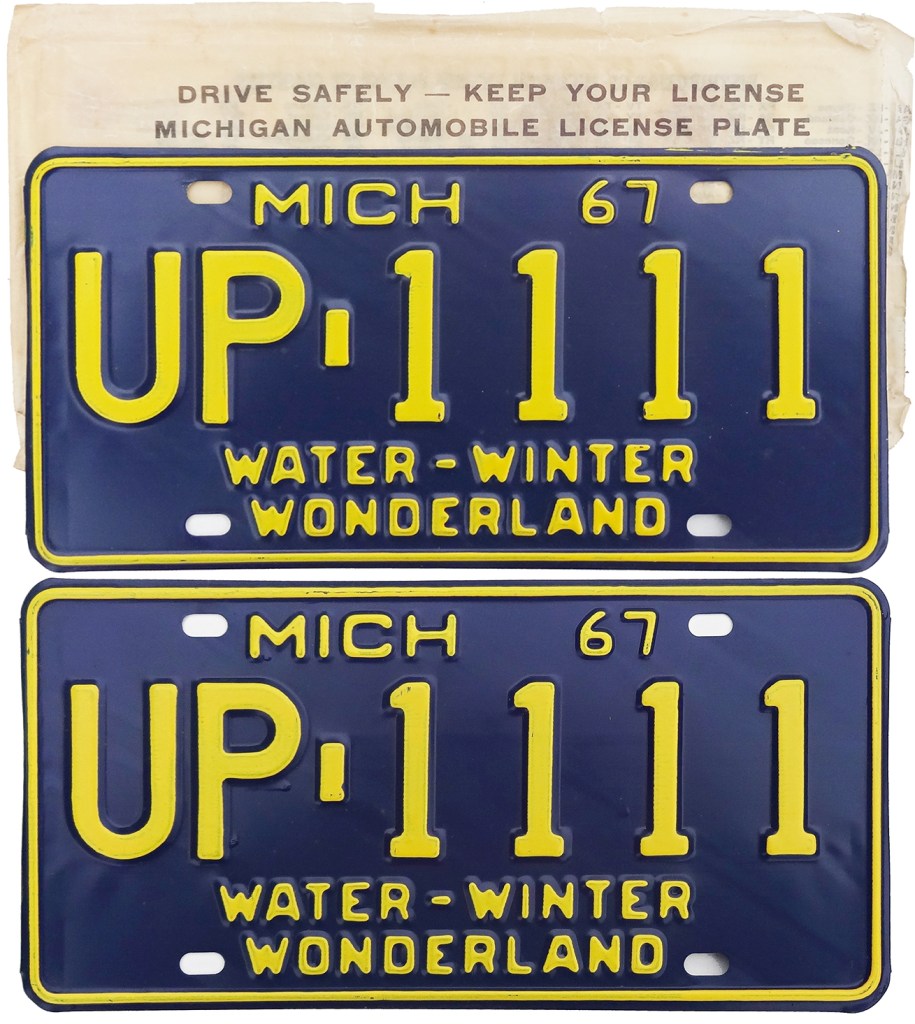 DRIVE SAFELY — KEEP YOUR LICENSE
MICHIGAN AUTOMOBILE LICENSE PLATE
MICH 67
UP-1111
WATER-WINTER
WONDERLAND
MICH 67
UP-1111
WATER-WINTER
WONDERLAND